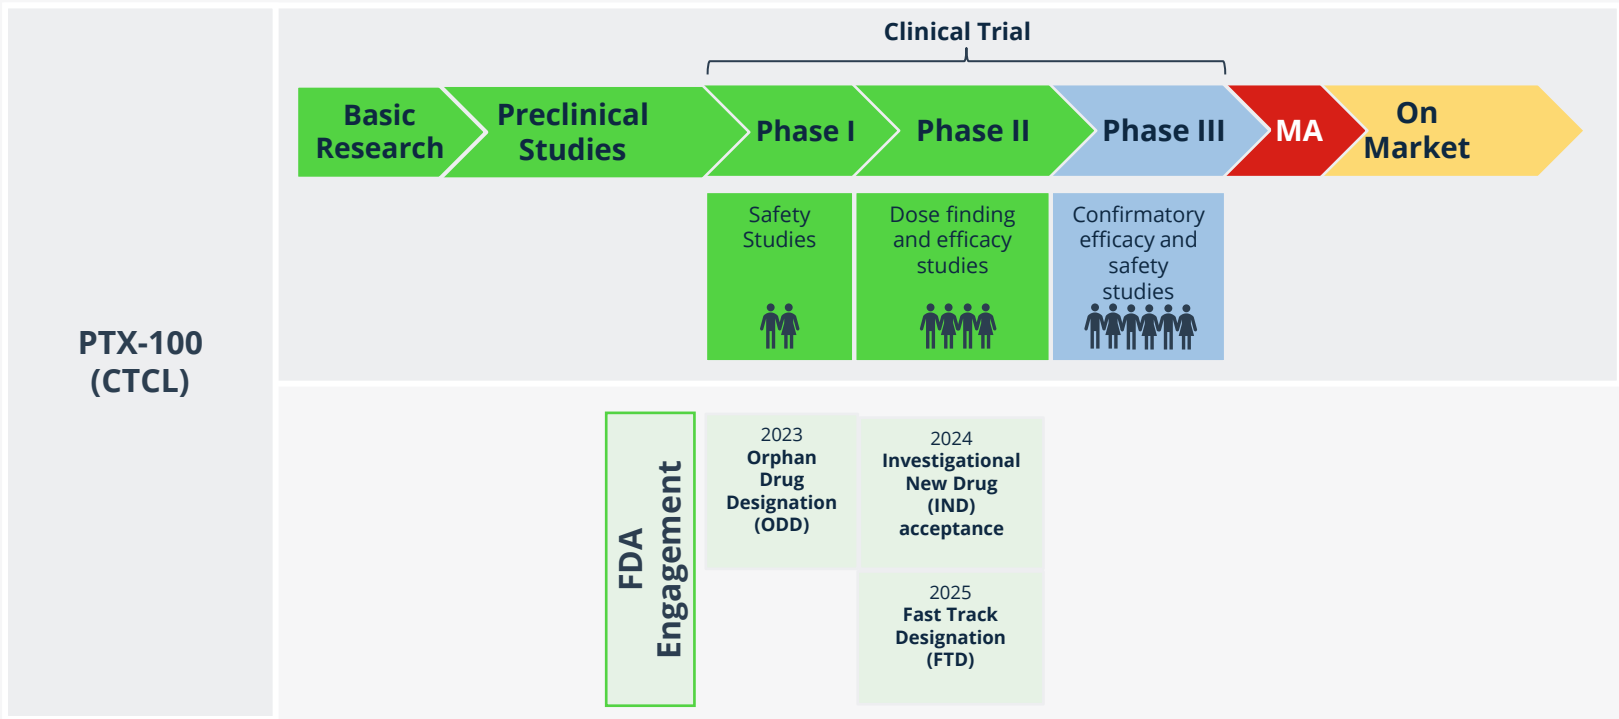 PTX-100
(CTCL)
Clinical Trial
Basic
Research
Preclinical
Studies
Phase I
Phase II
Phase III
MA
On
Market
Safety
Studies
Dose finding
and efficacy
studies
Confirmatory
efficacy and
safety
studies
FDA
Engagement
2023
Orphan
Drug
Designation
(ODD)
2024
Investigational
New Drug
(IND)
acceptance
2025
Fast Track
Designation
(FTD)